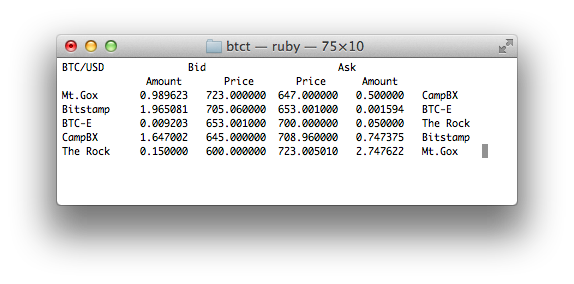 btct — ruby — 75×10
BTC/USD Bid Ask
Amount Price Price Amount
Mt.Gox 0.989623 723.000000 647.000000 0.500000 CampBX
Bitstamp 1.965081 705.060000 653.001000 0.001594 BTC-E
BTC-E 0.009203 653.001000 700.000000 0.050000 The Rock
CampBX 1.647002 645.000000 708.960000 0.747375 Bitstamp
The Rock 0.150000 600.000000 723.005010 2.747622 Mt.Gox